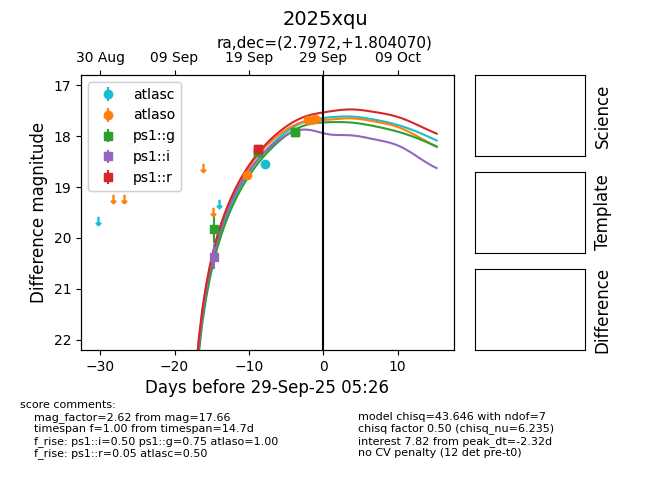 2025xqu
ra,dec=(2.7972,+1.804070)
30 Aug 09 Sep 19 Sep 29 Sep 09 Oct
17
18
19
20
21
22
Difference magnitude
atlasc
atlaso
ps1::g
ps1::i
ps1::r
−30 −20 −10 0 10
Days before 29-Sep-25 05:26
Science
Template
Difference
score comments:
mag_factor=2.62 from mag=17.66
timespan f=1.00 from timespan=14.7d
f_rise: ps1::i=0.50 ps1::g=0.75 atlaso=1.00
f_rise: ps1::r=0.05 atlasc=0.50
model chisq=43.646 with ndof=7
chisq factor 0.50 (chisq_nu=6.235)
interest 7.82 from peak_dt=-2.32d
no CV penalty (12 det pre-t0)